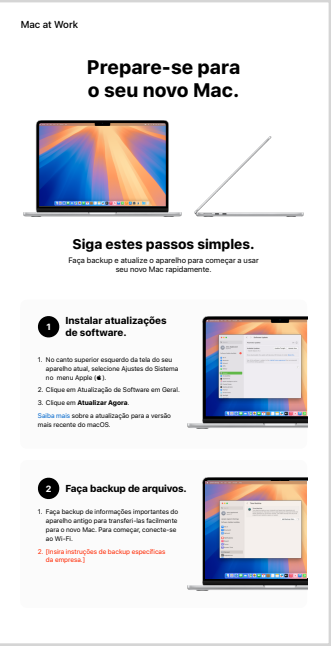 Mac at Work
Prepare-se para
o seu novo Mac.
Siga estes passos simples.
Faça backup e atualize o aparelho para começar a usar
seu novo Mac rapidamente.
1 Instalar atualizações
de software.
1. No canto superior esquerdo da tela do seu
aparelho atual, selecione Ajustes do Sistema
no menu Apple ().
2. Clique em Atualização de Software em Geral.
3. Clique em Atualizar Agora.
Saiba mais sobre a atualização para a versão
mais recente do macOS.
2 Faça backup de arquivos.
1. Faça backup de informações importantes do
aparelho antigo para transferi-las facilmente
para o novo Mac. Para começar, conecte-se
ao Wi-Fi.
2. [Insira instruções de backup específicas
da empresa.]